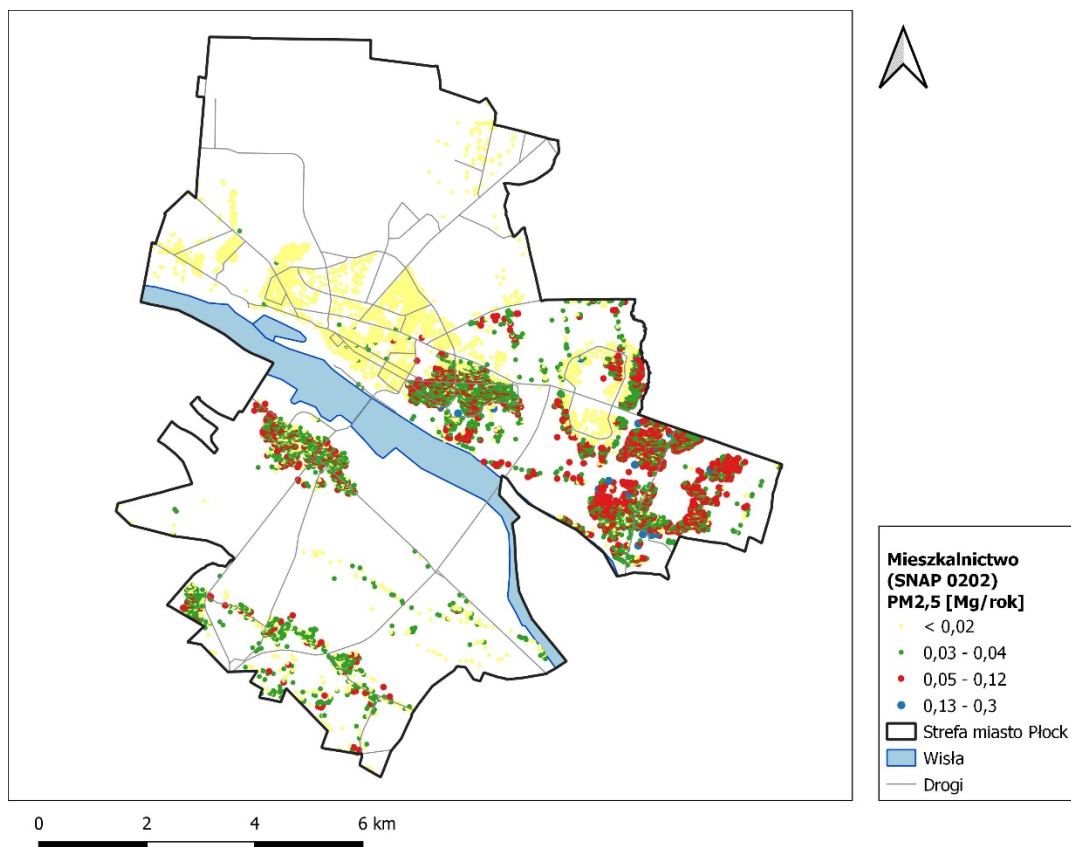 Mieszkalnictwo
(SNAP 0202)
PM2,5 [Mg/rok]
< 0,02
0,03 - 0,04
0,05 - 0,12
0,13 - 0,3
Strefa miasto Płock
Wisła
Drogi
0 2 4 6 km